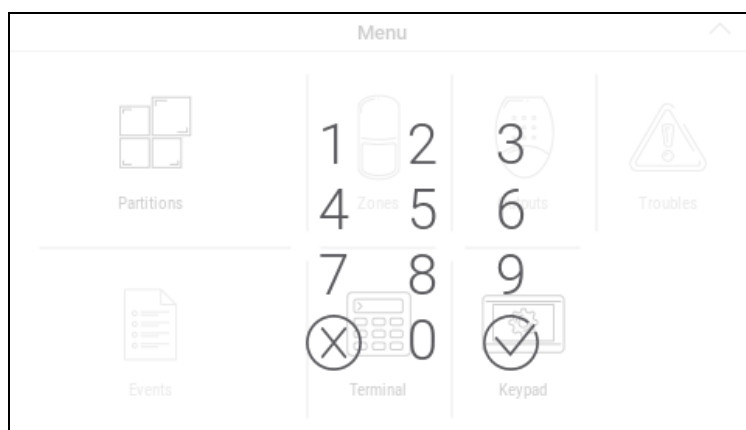 Menu
1 2 3
Partitions
Zones
Troubles
4 5 6
7 8 9
0
Events
Terminal
Keypad